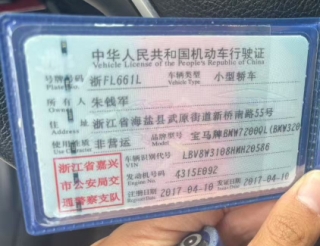 中华人民共和国机动车行驶证
Vehicle License of the People's Republic of China
号牌号码 浙FL661L 车辆类型 小型轿车
Plate No. Vehicle Type
所有人 朱钱军
Owner
住址 浙江省海盐县武原街道新桥南路55号
Address
使用性质 非营运 品牌型号 宝马牌BMW7200QL(BMW320
Use Character Model
浙江省嘉兴 车辆识别代号 LBV8W3108HMM20586
VIN
市公安局交 发动机号码 431SE09Z
Engine No.
通警察支队 注册日期 2017-04-10 发证日期 2017-04-10
Register Date Issue Date